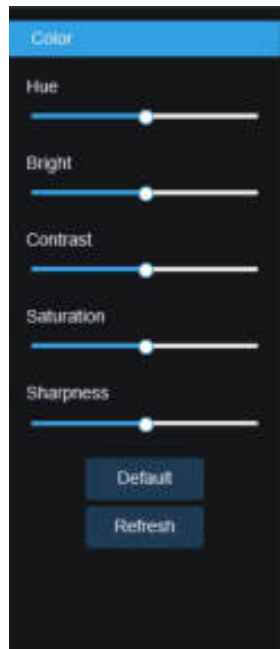 Color
Hue
Bright
Contrast
Saturation
Sharpness
Default
Refresh